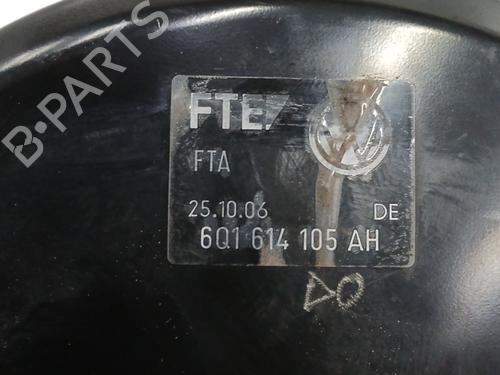 B-PARTS
FTE
FTA
25.10.06 DE
6Q1 614 105 AH